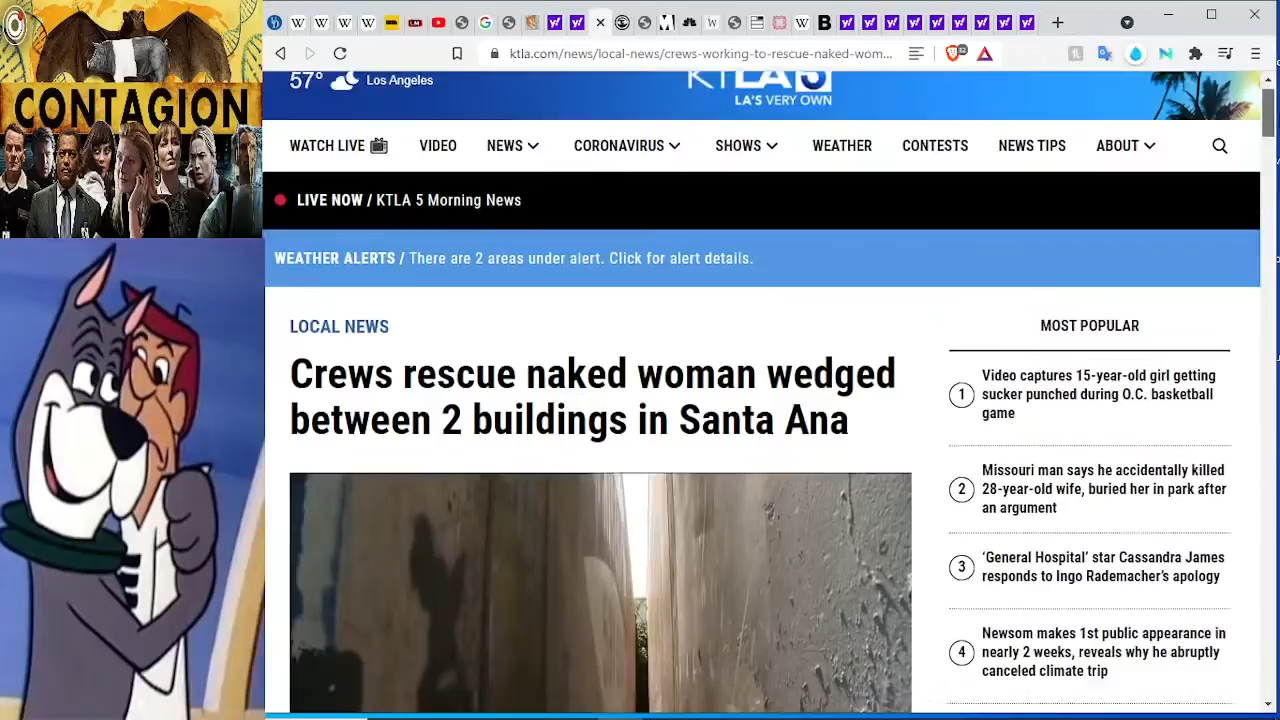 CONTAGION
ktla.com/news/local-news/crews-working-to-rescue-naked-wom...
57° Los Angeles
KTLA 5
LA'S VERY OWN
WATCH LIVE VIDEO NEWS CORONAVIRUS SHOWS WEATHER CONTESTS NEWS TIPS ABOUT
LIVE NOW / KTLA 5 Morning News
WEATHER ALERTS / There are 2 areas under alert. Click for alert details.
LOCAL NEWS
Crews rescue naked woman wedged
between 2 buildings in Santa Ana
MOST POPULAR
1
Video captures 15-year-old girl getting
sucker punched during O.C. basketball
game
2
Missouri man says he accidentally killed
28-year-old wife, buried her in park after
an argument
3
‘General Hospital’ star Cassandra James
responds to Ingo Rademacher’s apology
4
Newsom makes 1st public appearance in
nearly 2 weeks, reveals why he abruptly
canceled climate trip